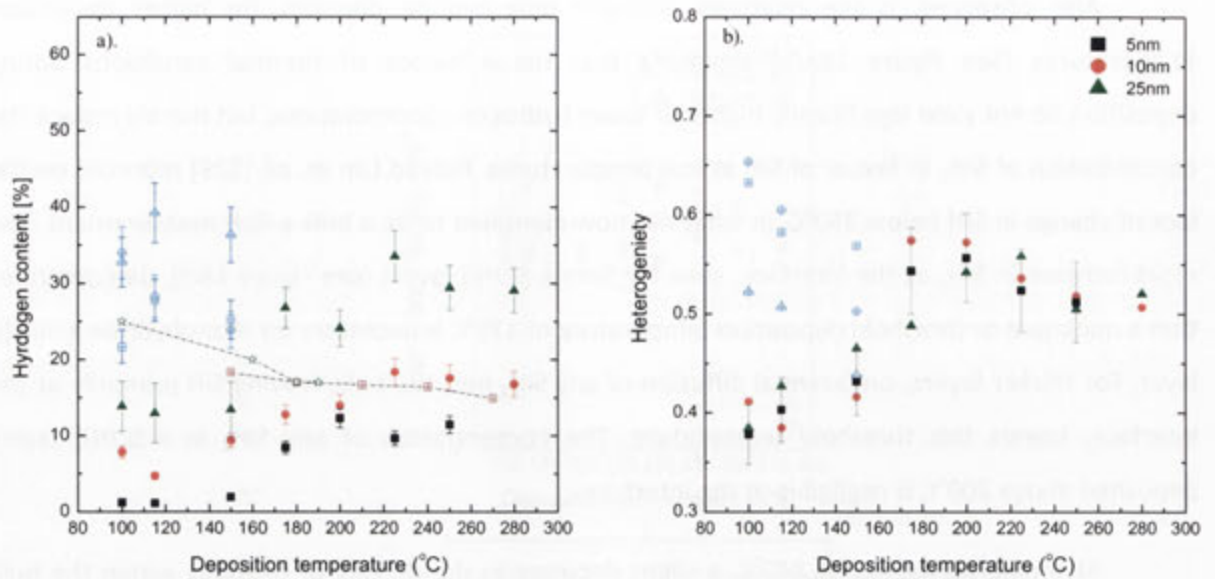 a).
60
50
40
30
20
10
0
Hyrdogen content [%]
80 100 120 140 160 180 200 220 240 260 280 300
Deposition temperature (°C)
b).
5nm
10nm
25nm
0.8
0.7
0.6
0.5
0.4
0.3
Heterogeniety
80 100 120 140 160 180 200 220 240 260 280 300
Deposition temperature (°C)